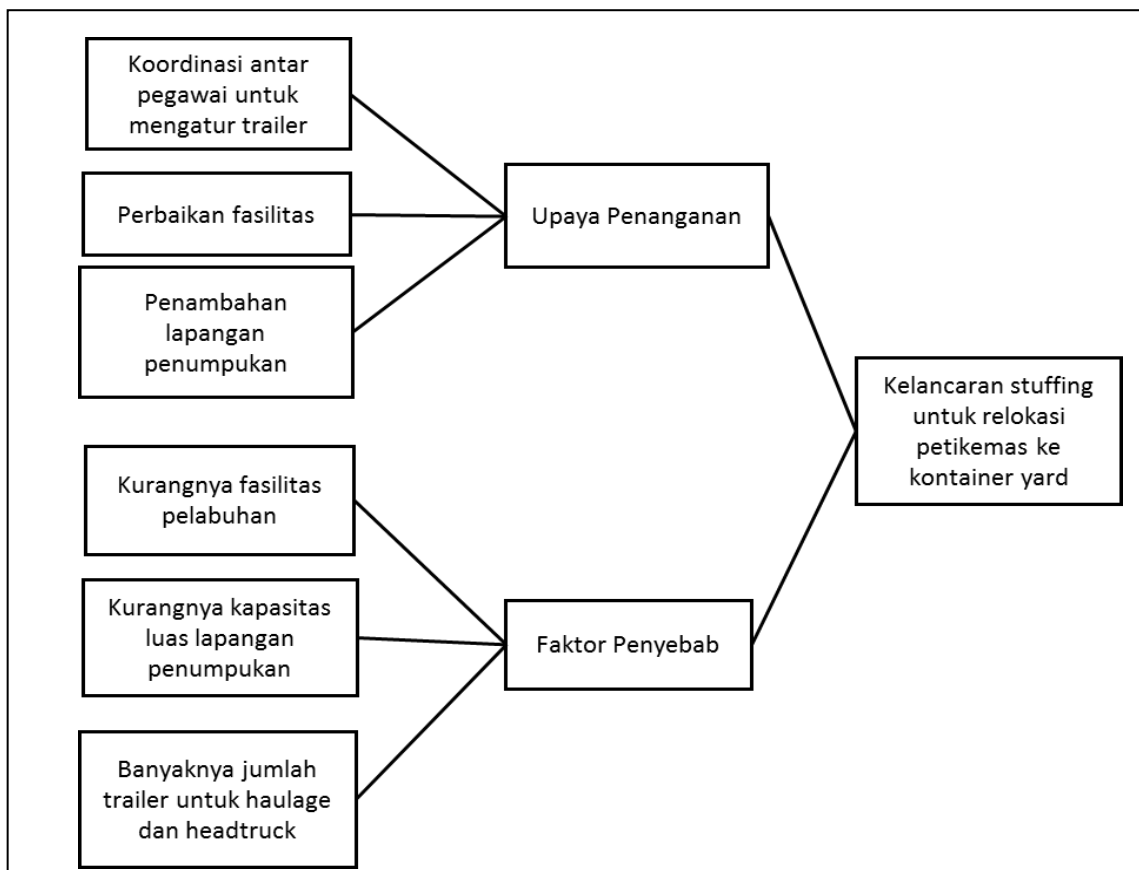 Koordinasi antar
pegawai untuk
mengatur trailer
Perbaikan fasilitas
Penambahan
lapangan
penumpukan
Upaya Penanganan
Kurangnya fasilitas
pelabuhan
Kurangnya kapasitas
luas lapangan
penumpukan
Banyaknya jumlah
trailer untuk haulage
dan headtruck
Faktor Penyebab
Kelancaran stuffing
untuk relokasi
petikemas ke
kontainer yard